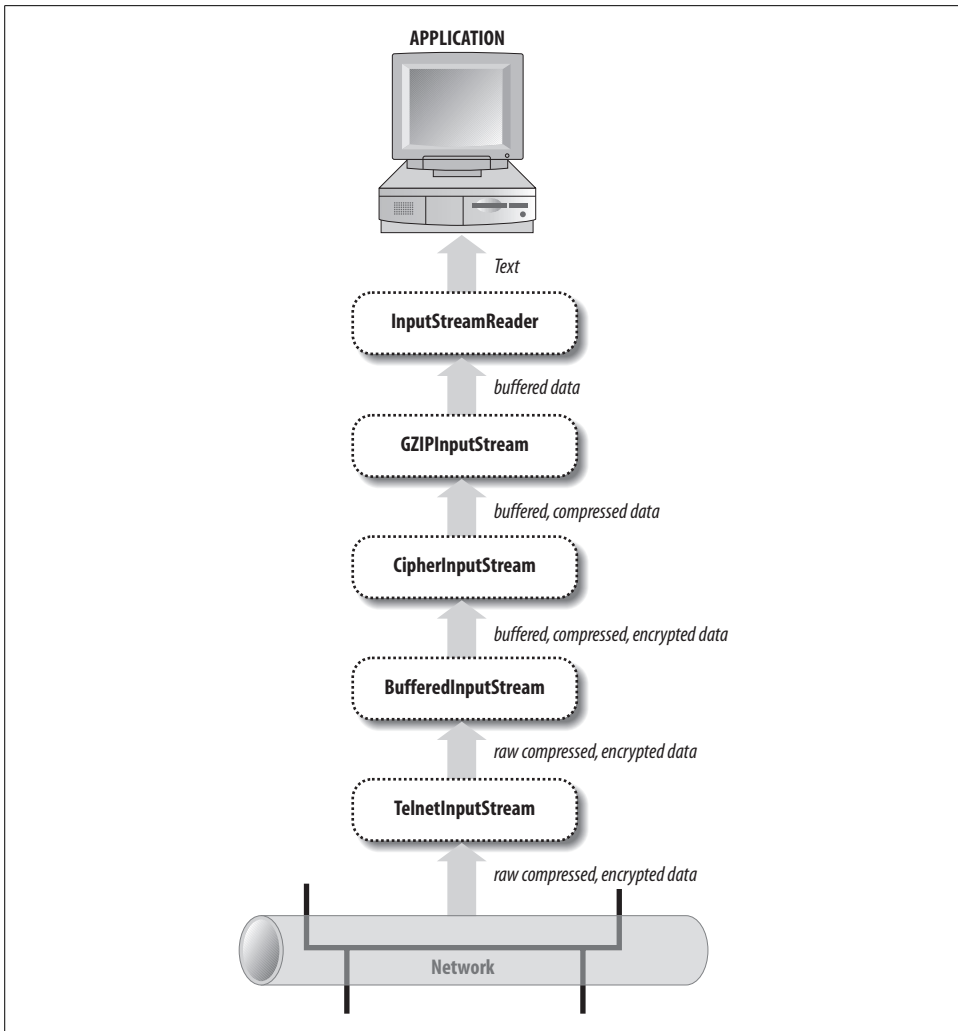 APPLICATION
Text
InputStreamReader
buffered data
GZIPInputStream
buffered, compressed data
CipherInputStream
buffered, compressed, encrypted data
BufferedInputStream
raw compressed, encrypted data
TelnetInputStream
raw compressed, encrypted data
Network